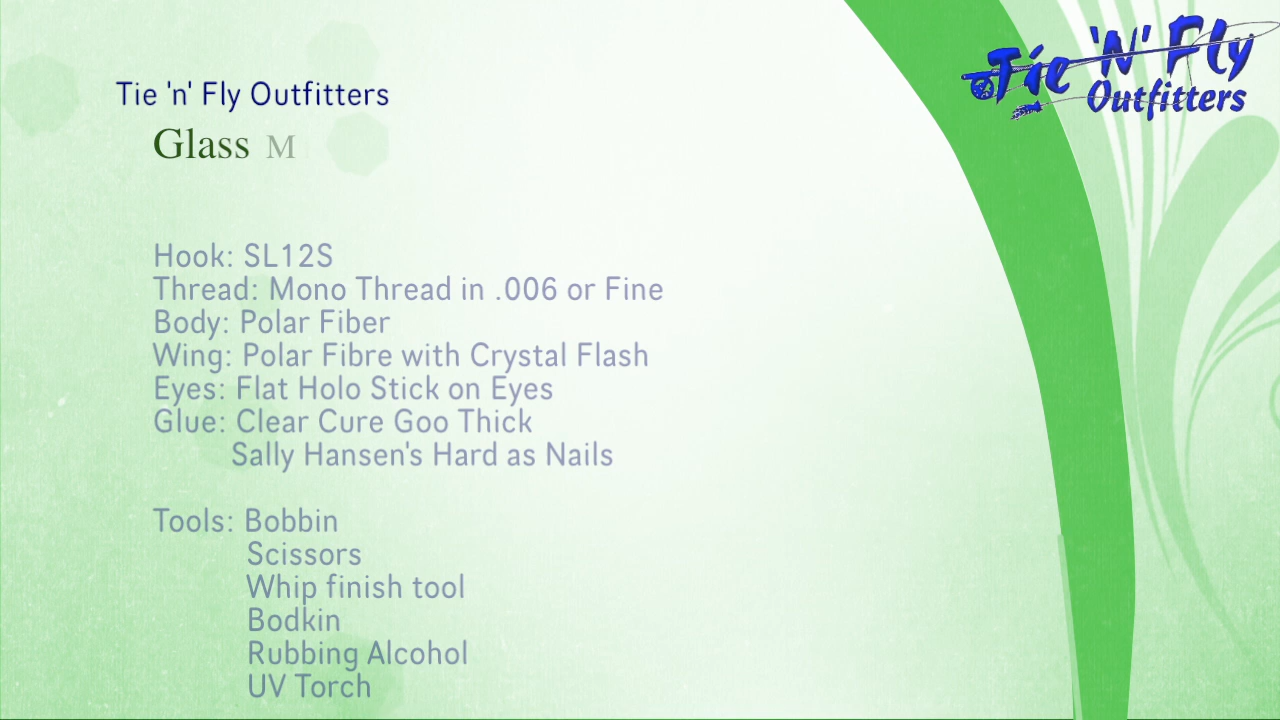 Tie 'N' Fly
Outfitters
Tie 'n' Fly Outfitters
Glass M
Hook: SL12S
Thread: Mono Thread in .006 or Fine
Body: Polar Fiber
Wing: Polar Fibre with Crystal Flash
Eyes: Flat Holo Stick on Eyes
Glue: Clear Cure Goo Thick
Sally Hansen's Hard as Nails
Tools: Bobbin
Scissors
Whip finish tool
Bodkin
Rubbing Alcohol
UV Torch